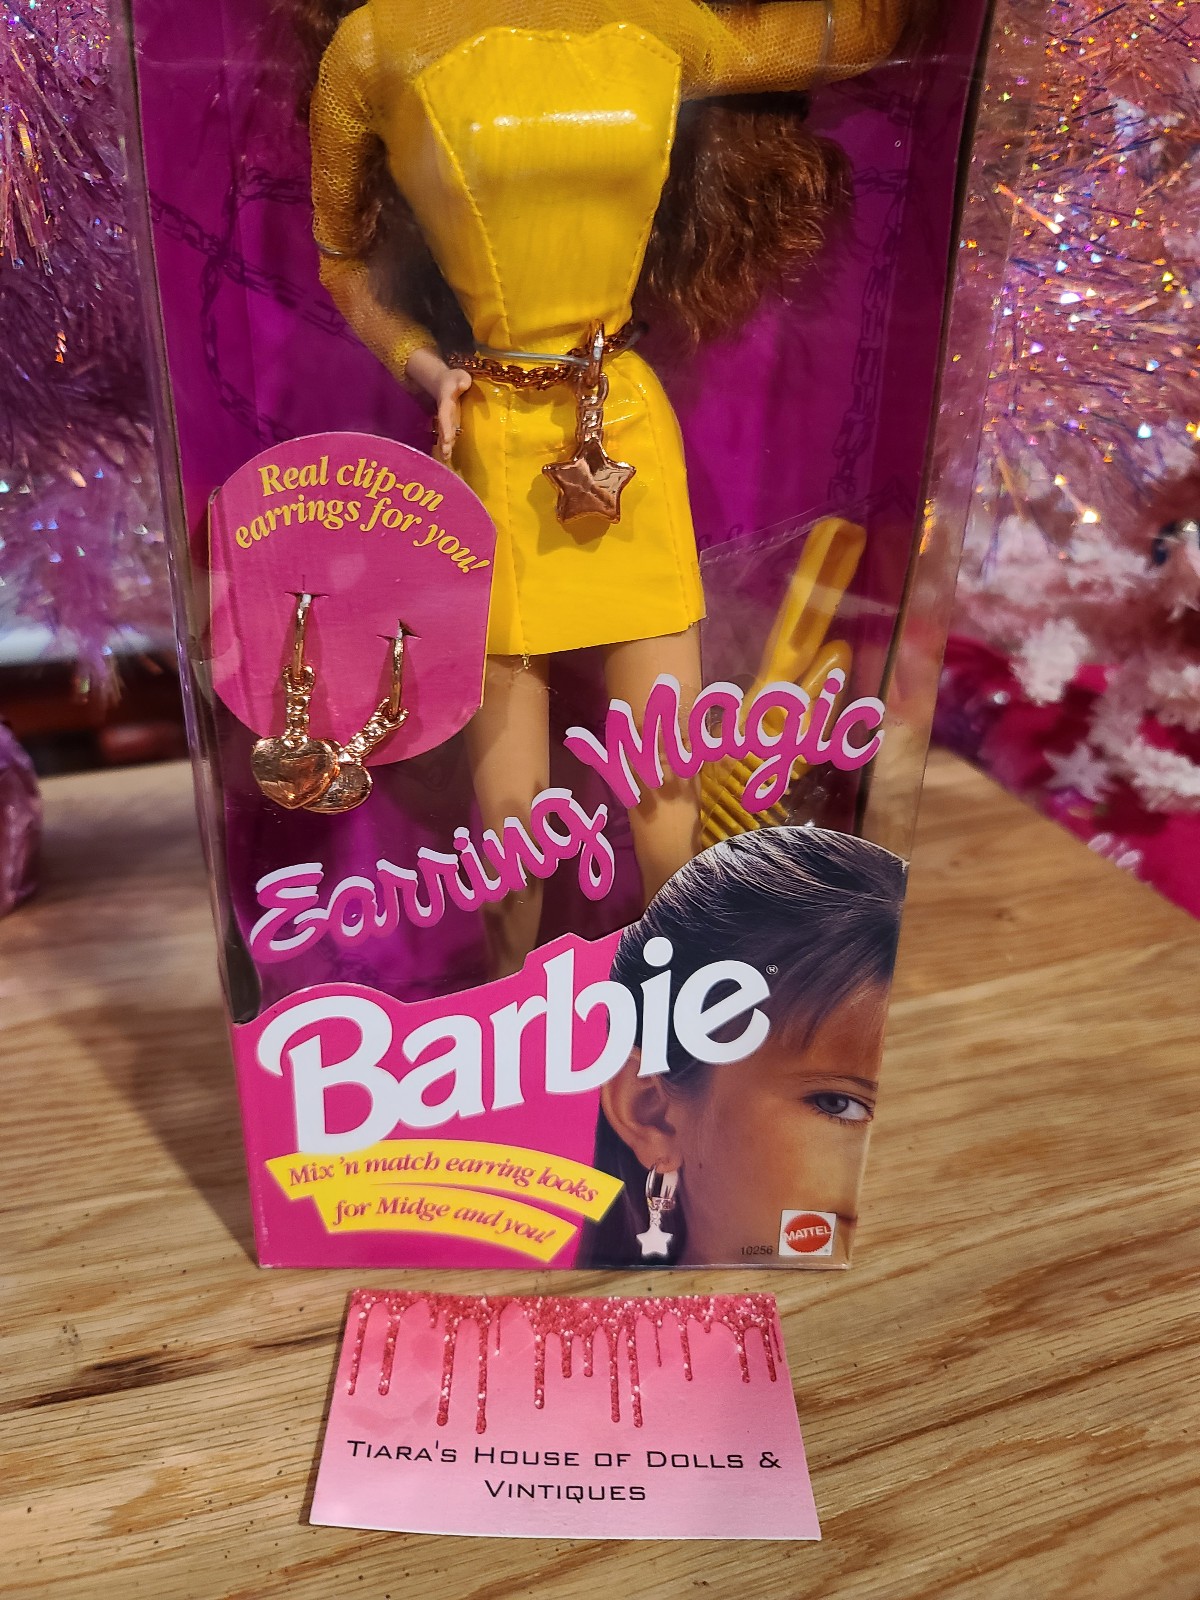 Real clip-on
earrings for you!
Earring Magic
Barbie®
Mix 'n match earring looks
for Midge and you!
10256
MATTEL
Tiara's House of Dolls &
Vintiques